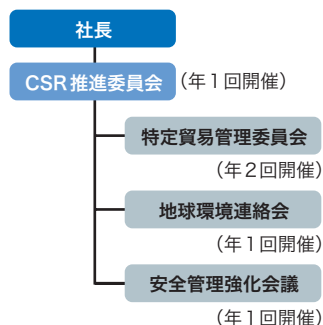 社長
CSR推進委員会 （年1回開催）
特定貿易管理委員会
（年2回開催）
地球環境連絡会
（年1回開催）
安全管理強化会議
（年1回開催）